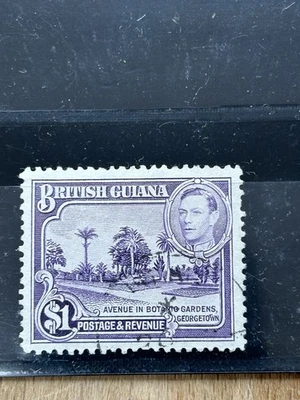 BRITISH GUIANA
AVENUE IN BOTANIC GARDENS,
GEORGETOWN
$1 POSTAGE & REVENUE